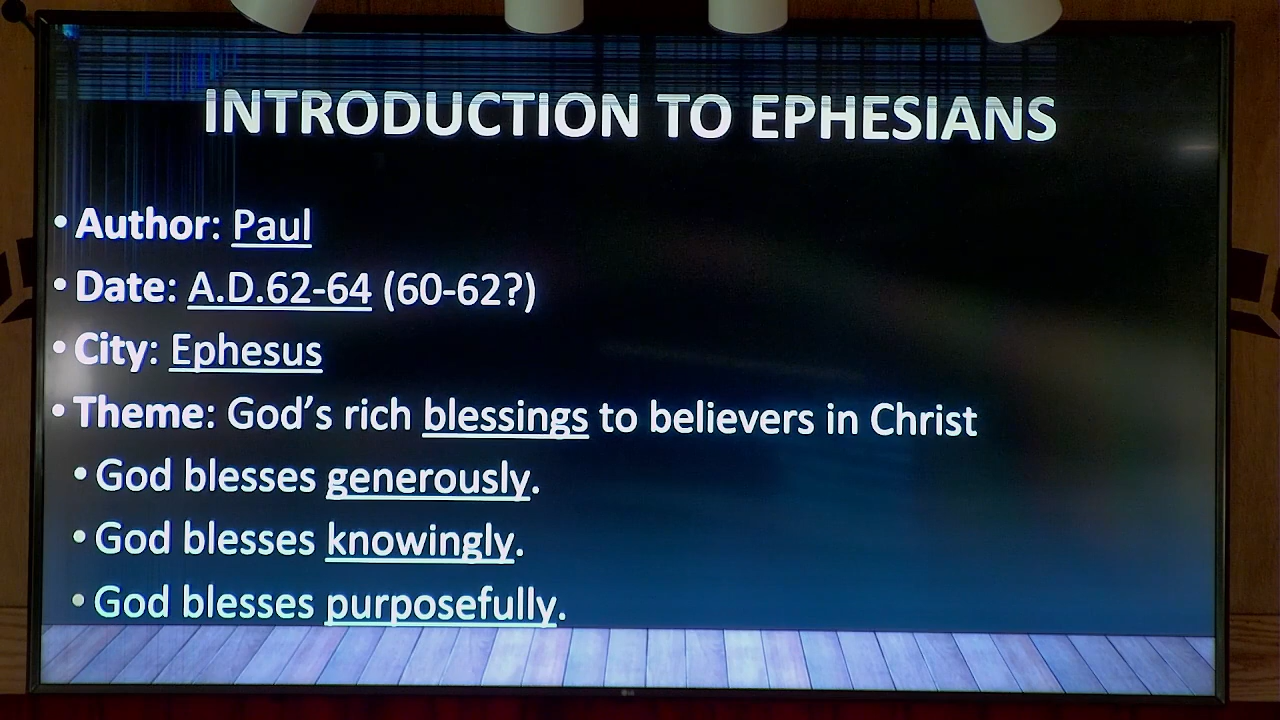 INTRODUCTION TO EPHESIANS
• Author: Paul
• Date: A.D.62-64 (60-62?)
• City: Ephesus
• Theme: God’s rich blessings to believers in Christ
• God blesses generously.
• God blesses knowingly.
• God blesses purposefully.
LG